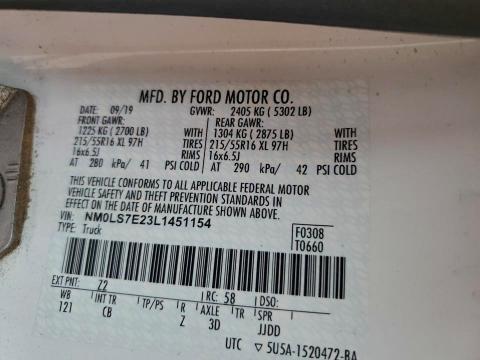 MFD. BY FORD MOTOR CO.
DATE: 09/19 GVWR: 2405 KG ( 5302 LB)
FRONT GAWR: REAR GAWR:
1225 KG ( 2700 LB) WITH 1304 KG ( 2875 LB) WITH
215/55R16 XL 97H TIRES 215/55R16 XL 97H TIRES
16x6.5J RIMS 16x6.5J RIMS
AT 280 kPa/ 41 PSI COLD AT 290 kPa/ 42 PSI COLD
THIS VEHICLE CONFORMS TO ALL APPLICABLE FEDERAL MOTOR
VEHICLE SAFETY AND THEFT PREVENTION STANDARDS IN
EFFECT ON THE DATE OF MANUFACTURE SHOWN ABOVE.
VIN: NM0LS7E23L1451154 F0308
TYPE: Truck T0660
EXT PNT: Z2 RC: 58 DSO:
WB INT TR TP/PS R AXLE TR SPR
121 CB Z 3D JJDD
UTC ▽5U5A-1520472-BA